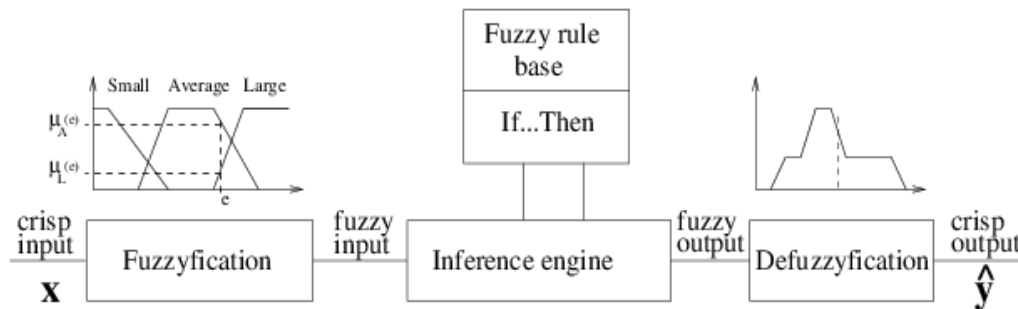 Fuzzy rule
base
If...Then
Small Average Large
μA(e)
μL(e)
e
crisp
input
x
Fuzzyfication
fuzzy
input
Inference engine
fuzzy
output
Defuzzyfication
crisp
output
ŷ